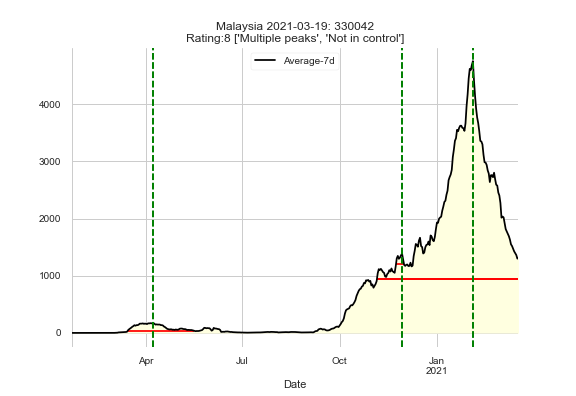 Malaysia 2021-03-19: 330042
Rating:8 ['Multiple peaks', 'Not in control']
Average-7d
4000
3000
2000
1000
0
Apr
Jul
Oct
Jan
2021
Date